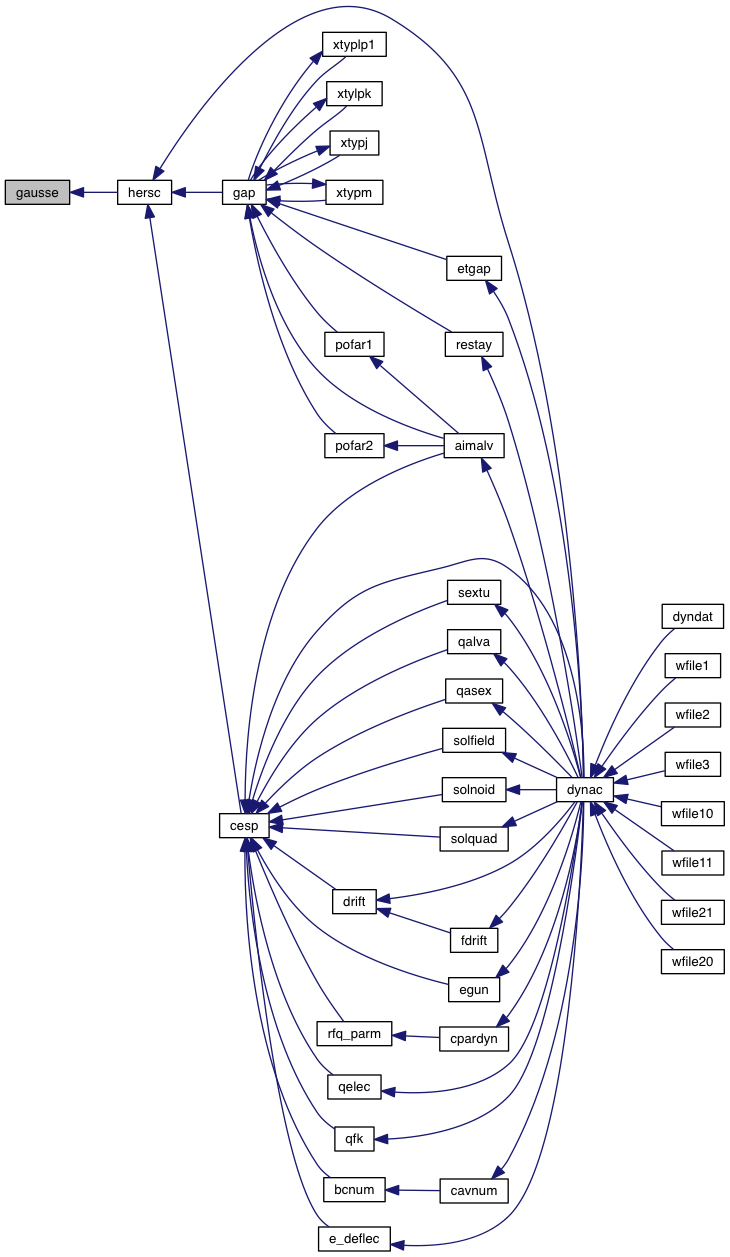 xtyplp1
xtylpk
xtypj
gausse
hersc
gap
xtypm
etgap
pofar1
restay
pofar2
aimalv
sextu
dyndat
qalva
wfile1
qasex
wfile2
solfield
wfile3
solnoid
dynac
wfile10
cesp
solquad
wfile11
drift
wfile21
fdrift
wfile20
egun
rfq_parm
cpardyn
qelec
qfk
bcnum
cavnum
e_deflec